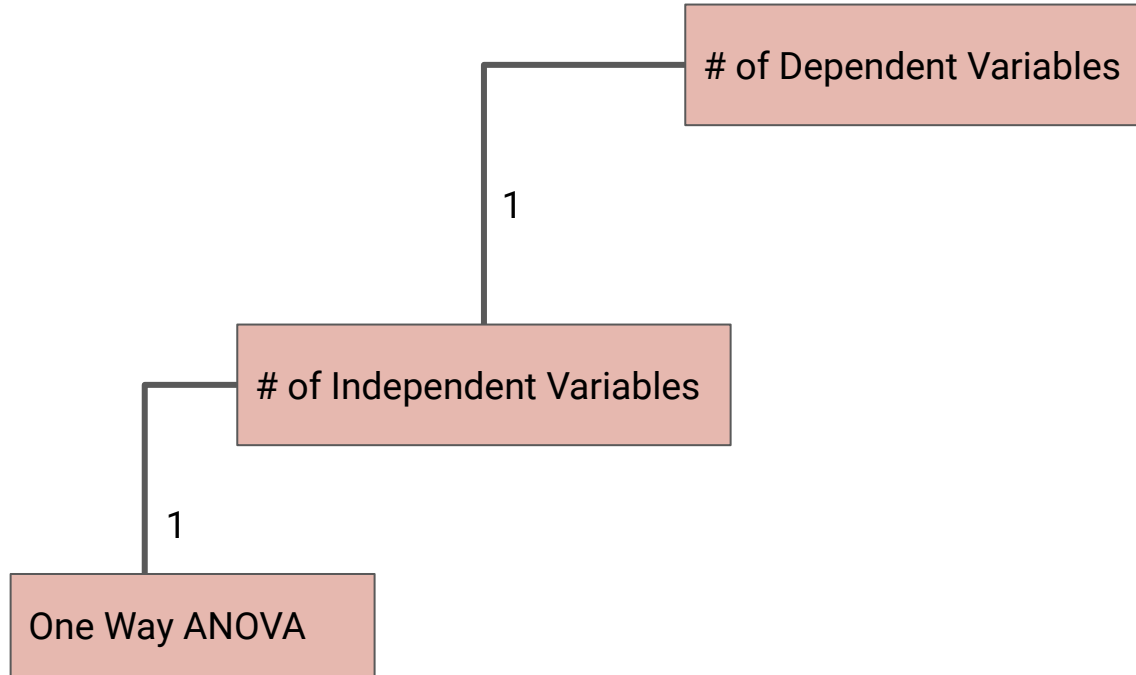 # of Dependent Variables
1
# of Independent Variables
1
One Way ANOVA